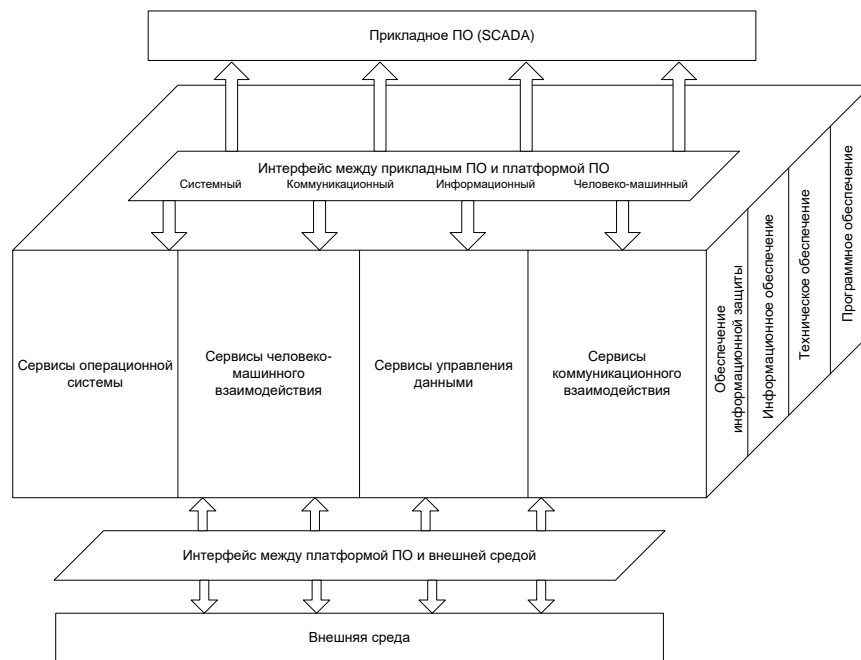 Прикладное ПО (SCADA)
Интерфейс между прикладным ПО и платформой ПО
Системный
Коммуникационный
Информационный
Человеко-машинный
Сервисы операционной
системы
Сервисы человеко-
машинного
взаимодействия
Сервисы управления
данными
Сервисы
коммуникационного
взаимодействия
Обеспечение
информационной защиты
Информационное обеспечение
Техническое обеспечение
Программное обеспечение
Интерфейс между платформой ПО и внешней средой
Внешняя среда